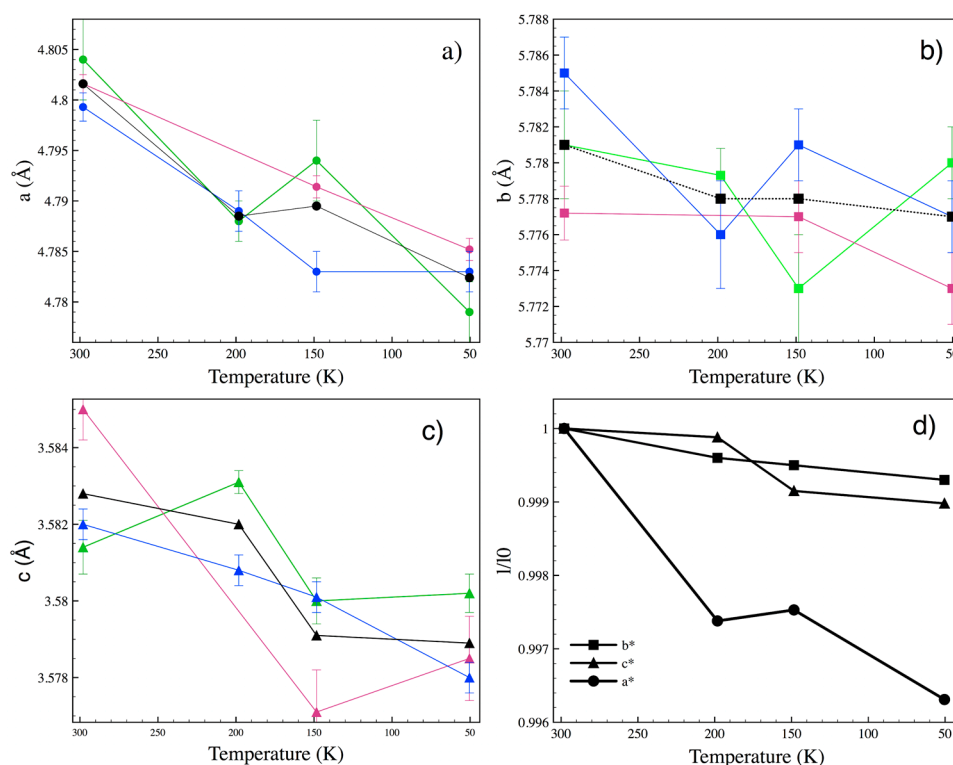 a)
4.805
4.8
4.795
4.79
4.785
4.78
a (Å)
300 250 200 150 100 50
Temperature (K)
b)
5.788
5.786
5.784
5.782
5.78
5.778
5.776
5.774
5.772
5.77
b (Å)
300 250 200 150 100 50
Temperature (K)
c)
3.584
3.582
3.58
3.578
c (Å)
300 250 200 150 100 50
Temperature (K)
d)
1
0.999
0.998
0.997
0.996
l/l0
b*
c*
a*
300 250 200 150 100 50
Temperature (K)